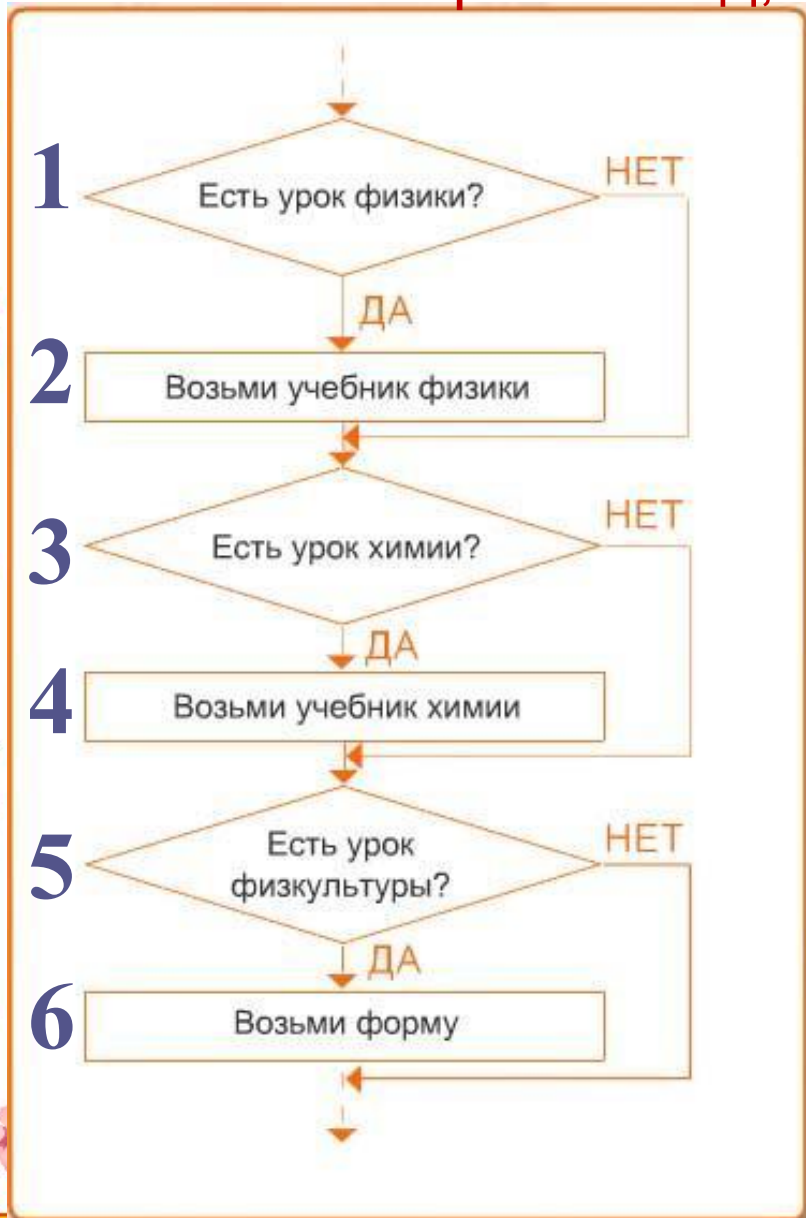 1
Есть урок физики?
НЕТ
ДА
2
Возьми учебник физики
3
Есть урок химии?
НЕТ
ДА
4
Возьми учебник химии
5
Есть урок
физкультуры?
НЕТ
ДА
6
Возьми форму